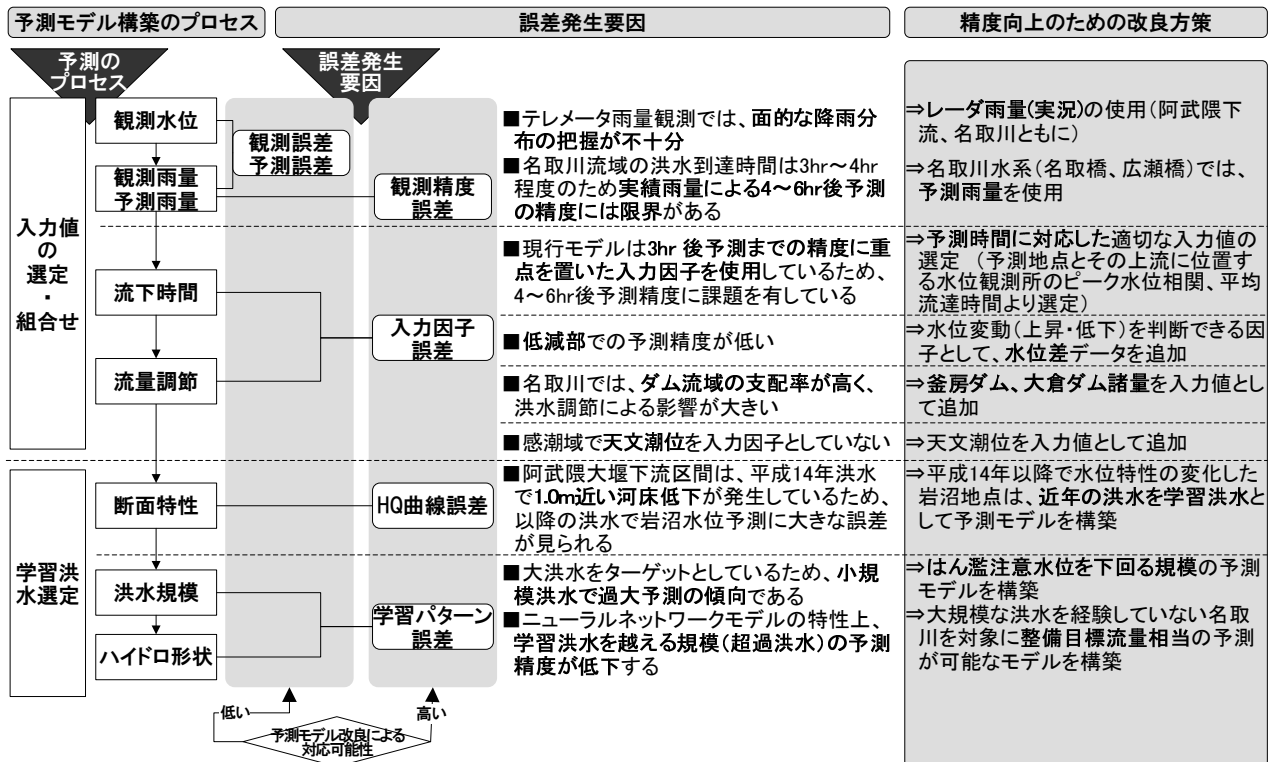 予測モデル構築のプロセス
誤差発生要因
精度向上のための改良方策
予測の
プロセス
誤差発生
要因
入力値
の
選定
・
組合せ
観測水位
観測雨量
予測雨量
流下時間
流量調節
観測誤差
予測誤差
観測精度
誤差
入力因子
誤差
■テレメータ雨量観測では、面的な降雨分
布の把握が不十分
■名取川流域の洪水到達時間は3hr~4hr
程度のため実績雨量による4~6hr後予測
の精度には限界がある
⇒レーダ雨量(実況)の使用(阿武隈下
流、名取川ともに)
⇒名取川水系(名取橋、広瀬橋)では、
予測雨量を使用
■現行モデルは3hr 後予測までの精度に重
点を置いた入力因子を使用しているため、
4~6hr後予測精度に課題を有している
⇒予測時間に対応した適切な入力値の
選定 (予測地点とその上流に位置す
る水位観測所のピーク水位相関、平均
流達時間より選定)
■低減部での予測精度が低い
⇒水位変動(上昇・低下)を判断できる因
子として、水位差データを追加
■名取川では、ダム流域の支配率が高く、
洪水調節による影響が大きい
⇒釜房ダム、大倉ダム諸量を入力値とし
て追加
■感潮域で天文潮位を入力因子としていない
⇒天文潮位を入力値として追加
学習洪
水選定
断面特性
洪水規模
ハイドロ形状
HQ曲線誤差
学習パターン
誤差
■阿武隈大堰下流区間は、平成14年洪水
で1.0m近い河床低下が発生しているため、
以降の洪水で岩沼水位予測に大きな誤差
が見られる
⇒平成14年以降で水位特性の変化した
岩沼地点は、近年の洪水を学習洪水と
して予測モデルを構築
■大洪水をターゲットとしているため、小規
模洪水で過大予測の傾向である
■ニューラルネットワークモデルの特性上、
学習洪水を越える規模(超過洪水)の予測
精度が低下する
⇒はん濫注意水位を下回る規模の予測
モデルを構築
⇒大規模な洪水を経験していない名取
川を対象に整備目標流量相当の予測
が可能なモデルを構築
低い
高い
予測モデル改良による
対応可能性